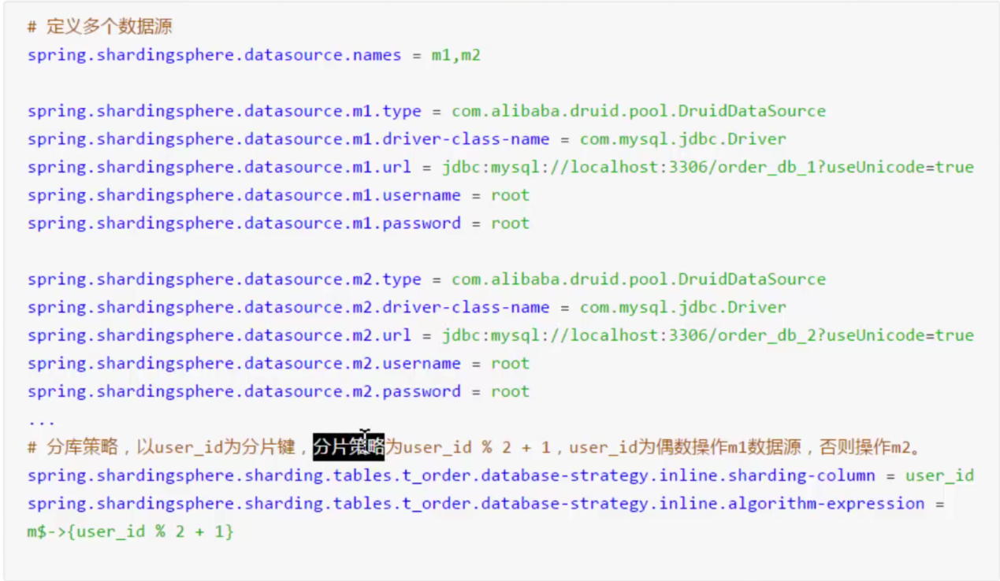 # 定义多个数据源
spring.shardingsphere.datasource.names = m1,m2
spring.shardingsphere.datasource.m1.type = com.alibaba.druid.pool.DruidDataSource
spring.shardingsphere.datasource.m1.driver-class-name = com.mysql.jdbc.Driver
spring.shardingsphere.datasource.m1.url = jdbc:mysql://localhost:3306/order_db_1?useUnicode=true
spring.shardingsphere.datasource.m1.username = root
spring.shardingsphere.datasource.m1.password = root
spring.shardingsphere.datasource.m2.type = com.alibaba.druid.pool.DruidDataSource
spring.shardingsphere.datasource.m2.driver-class-name = com.mysql.jdbc.Driver
spring.shardingsphere.datasource.m2.url = jdbc:mysql://localhost:3306/order_db_2?useUnicode=true
spring.shardingsphere.datasource.m2.username = root
spring.shardingsphere.datasource.m2.password = root
...
# 分库策略，以user_id为分片键，分片策略为user_id % 2 + 1，user_id为偶数操作m1数据源，否则操作m2。
spring.shardingsphere.sharding.tables.t_order.database-strategy.inline.sharding-column = user_id
spring.shardingsphere.sharding.tables.t_order.database-strategy.inline.algorithm-expression =
m$->{user_id % 2 + 1}